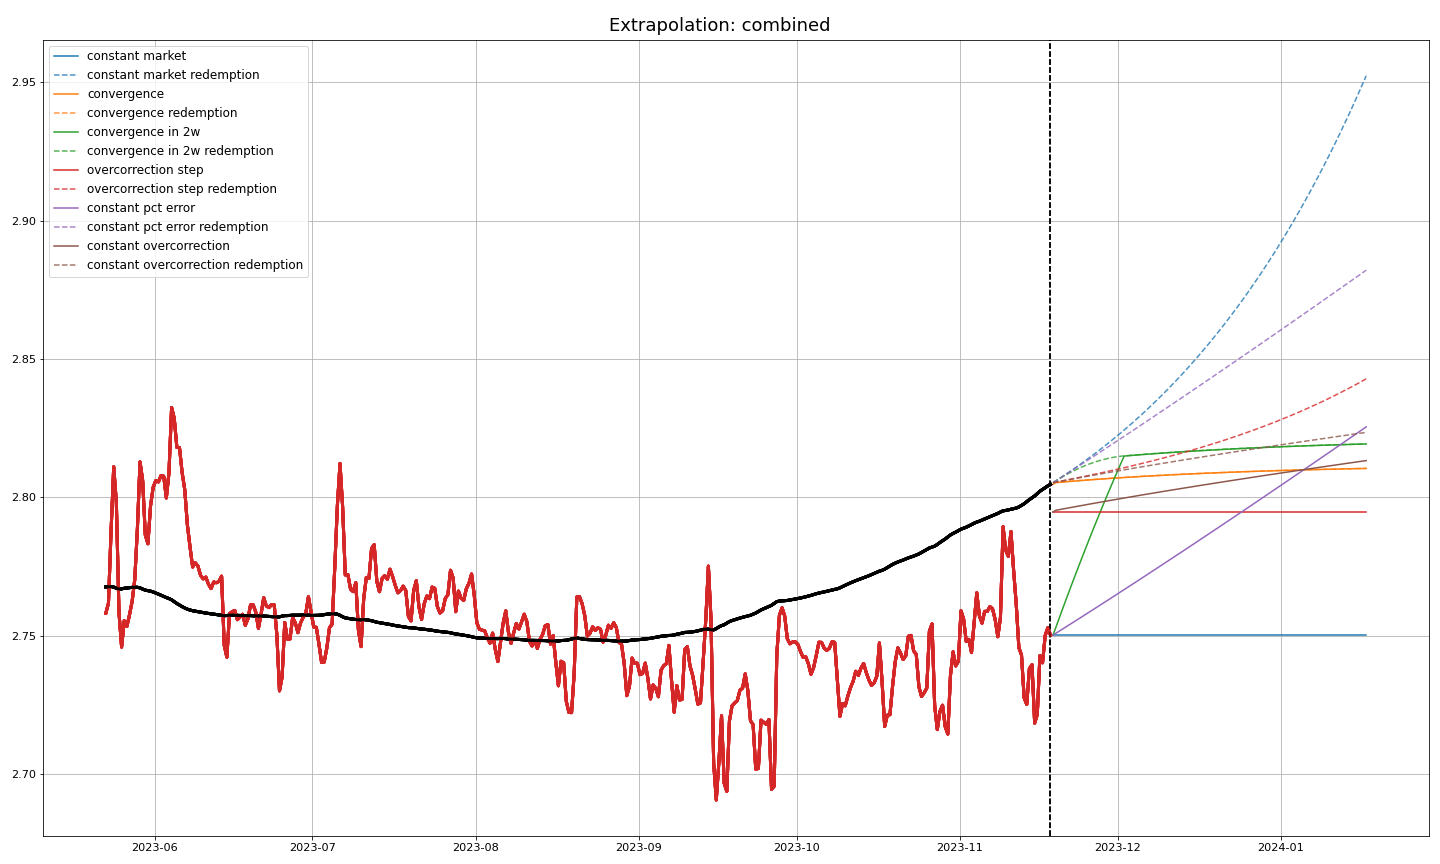 Extrapolation: combined
constant market
constant market redemption
convergence
convergence redemption
convergence in 2w
convergence in 2w redemption
overcorrection step
overcorrection step redemption
constant pct error
constant pct error redemption
constant overcorrection
constant overcorrection redemption
2.95
2.90
2.85
2.80
2.75
2.70
2023-06 2023-07 2023-08 2023-09 2023-10 2023-11 2023-12 2024-01